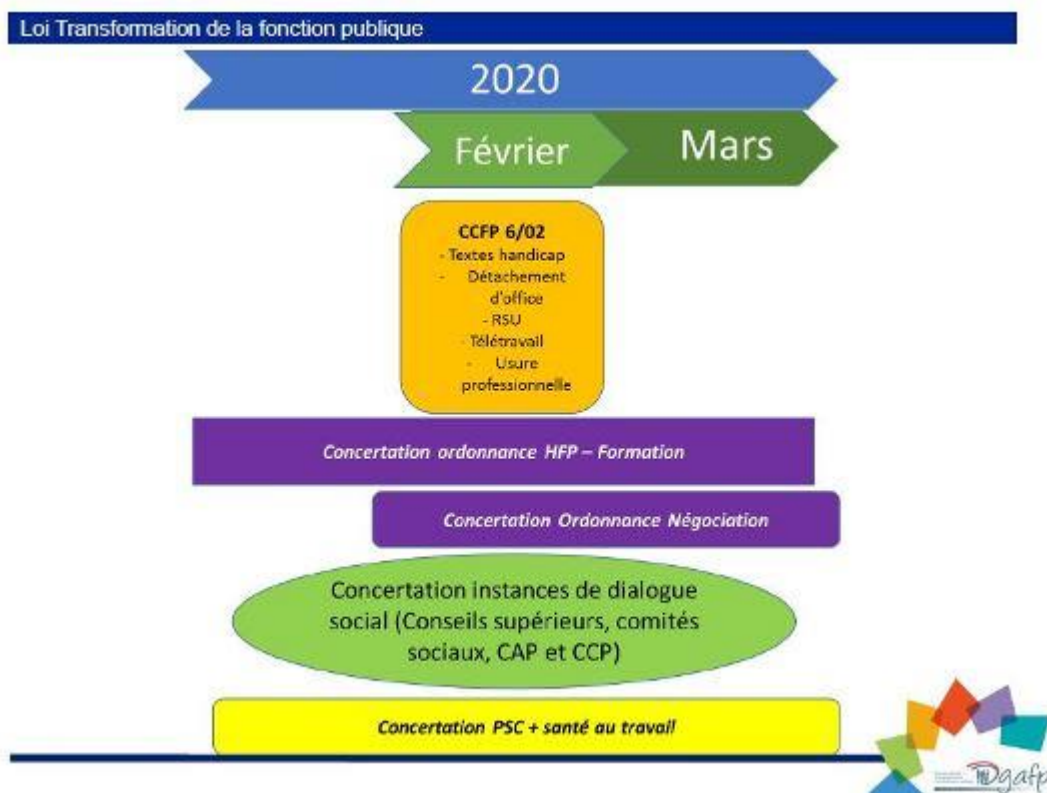 Loi Transformation de la fonction publique
2020
Février
Mars
CCFP 6/02
- Textes handicap
- Détachement
d'office
- RSU
- Télétravail
- Usure
professionnelle
Concertation ordonnance HFP – Formation
Concertation Ordonnance Négociation
Concertation instances de dialogue
social (Conseils supérieurs, comités
sociaux, CAP et CCP)
Concertation PSC + santé au travail
Dgafp